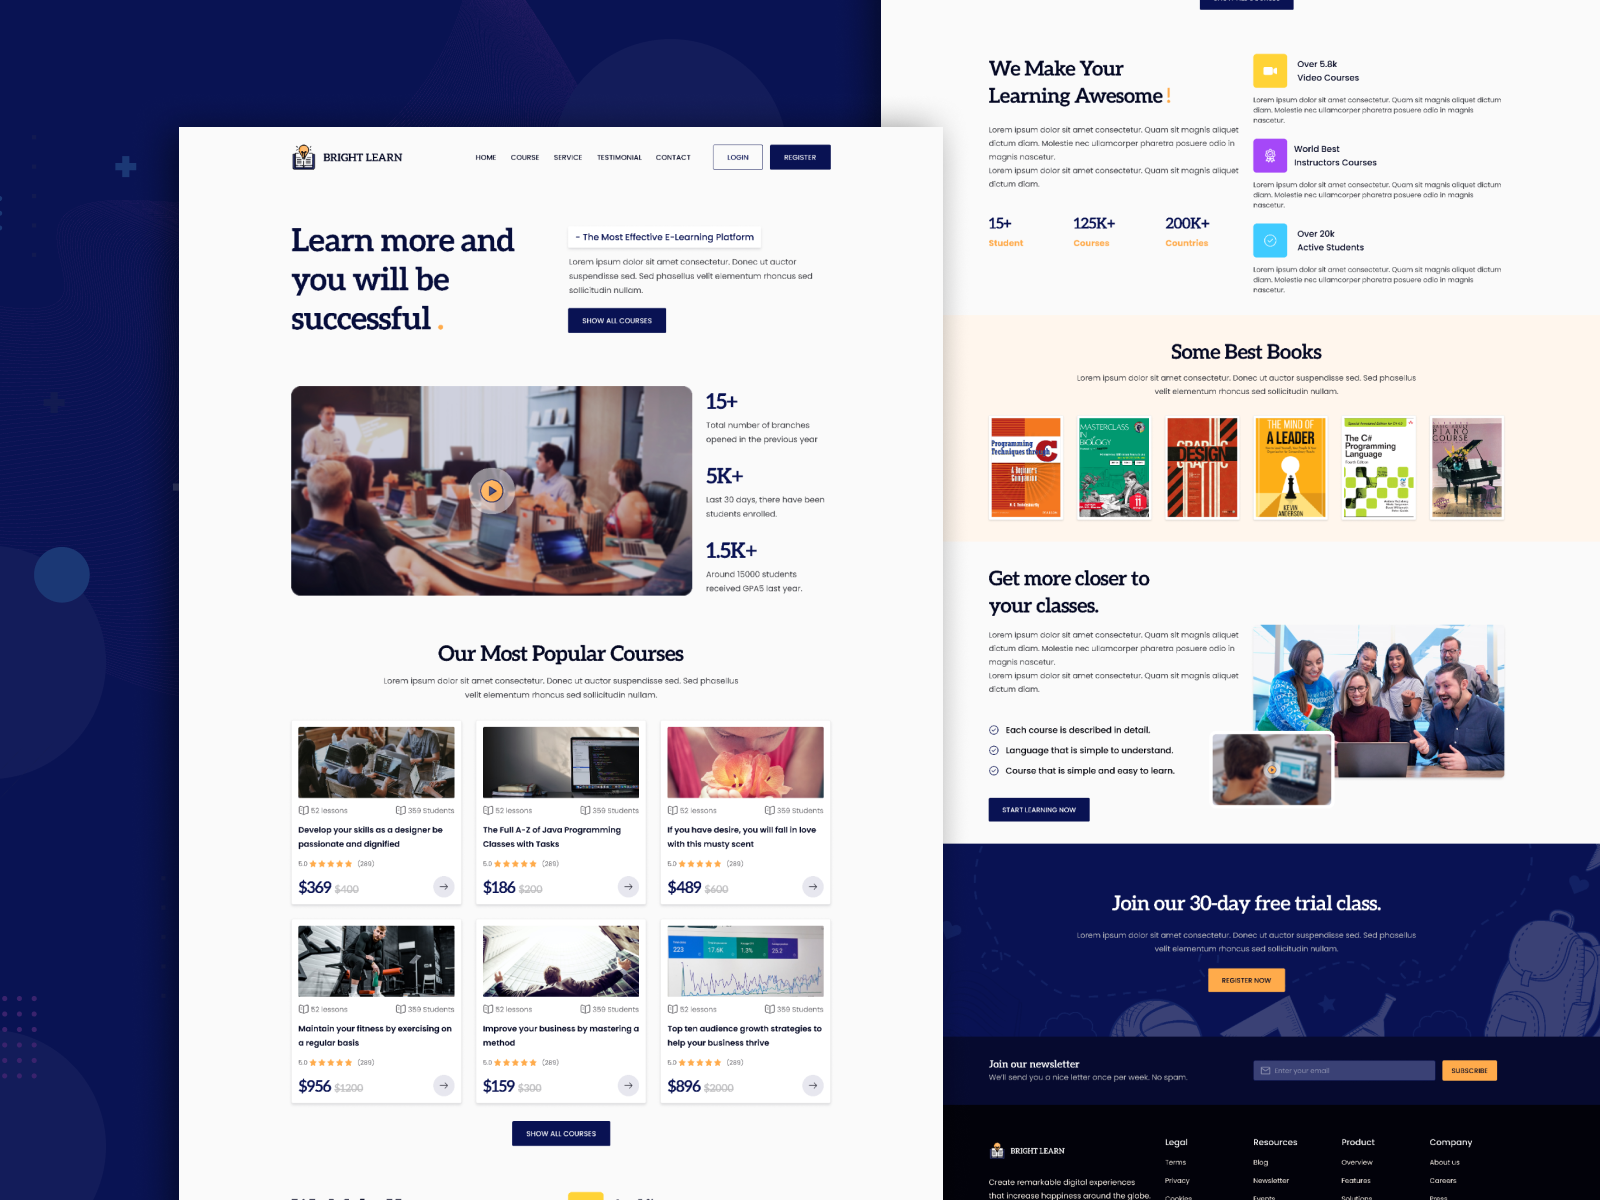 BRIGHT LEARN
HOME COURSE SERVICE TESTIMONIAL CONTACT
LOGIN
REGISTER
Learn more and
you will be
successful .
- The Most Effective E-Learning Platform
Lorem ipsum dolor sit amet consectetur. Donec ut auctor
suspendisse sed. Sed phasellus velit elementum rhoncus sed
sollicitudin nullam.
SHOW ALL COURSES
15+
Total number of branches
opened in the previous year
5K+
Last 30 days, there have been
students enrolled.
1.5K+
Around 15000 students
received GPA5 last year.
Our Most Popular Courses
Lorem ipsum dolor sit amet consectetur. Donec ut auctor suspendisse sed. Sed phasellus
velit elementum rhoncus sed sollicitudin nullam.
52 lessons 359 Students
Develop your skills as a designer be
passionate and dignified
5.0 (289)
$369 $400
52 lessons 359 Students
The Full A-Z of Java Programming
Classes with Tasks
5.0 (289)
$186 $200
52 lessons 359 Students
If you have desire, you will fall in love
with this musty scent
5.0 (289)
$489 $600
52 lessons 359 Students
Maintain your fitness by exercising on
a regular basis
5.0 (289)
$956 $1200
52 lessons 359 Students
Improve your business by mastering a
method
5.0 (289)
$159 $300
223 17.6K 1.3% 252
52 lessons 359 Students
Top ten audience growth strategies to
help your business thrive
5.0 (289)
$896 $2000
SHOW ALL COURSES
We Make Your
Learning Awesome !
Lorem ipsum dolor sit amet consectetur. Quam sit magnis aliquet
dictum diam. Molestie nec ullamcorper pharetra posuere odio in
magnis nascetur.
Lorem ipsum dolor sit amet consectetur. Quam sit magnis aliquet
dictum diam.
15+ 125K+ 200K+
Student Courses Countries
Over 5.8k
Video Courses
Lorem ipsum dolor sit amet consectetur. Quam sit magnis aliquet dictum
diam. Molestie nec ullamcorper pharetra posuere odio in magnis
nascetur.
World Best
Instructors Courses
Lorem ipsum dolor sit amet consectetur. Quam sit magnis aliquet dictum
diam. Molestie nec ullamcorper pharetra posuere odio in magnis
nascetur.
Over 20k
Active Students
Lorem ipsum dolor sit amet consectetur. Quam sit magnis aliquet dictum
diam. Molestie nec ullamcorper pharetra posuere odio in magnis
nascetur.
Some Best Books
Lorem ipsum dolor sit amet consectetur. Donec ut auctor suspendisse sed. Sed phasellus
velit elementum rhoncus sed sollicitudin nullam.
Programming
Techniques through
C
A Beginner's
Companion
MASTERCLASS
IN
BIOLOGY
11
GRAPHIC
DESIGN
GRAPHIC
THE MIND OF
A LEADER
KEVIN
ANDERSON
The C#
Programming
Language
Fourth Edition
PIANO
COURSE
Get more closer to
your classes.
Lorem ipsum dolor sit amet consectetur. Quam sit magnis aliquet
dictum diam. Molestie nec ullamcorper pharetra posuere odio in
magnis nascetur.
Lorem ipsum dolor sit amet consectetur. Quam sit magnis aliquet
dictum diam.
Each course is described in detail.
Language that is simple to understand.
Course that is simple and easy to learn.
START LEARNING NOW
Join our 30-day free trial class.
Lorem ipsum dolor sit amet consectetur. Donec ut auctor suspendisse sed. Sed phasellus
velit elementum rhoncus sed sollicitudin nullam.
REGISTER NOW
Join our newsletter
We'll send you a nice letter once per week. No spam.
Enter your email
SUBSCRIBE
BRIGHT LEARN
Create remarkable digital experiences
that increase happiness around the globe.
Legal
Terms
Privacy
Cookies
Resources
Blog
Newsletter
Events
Product
Overview
Features
Solutions
Company
About us
Careers
Press